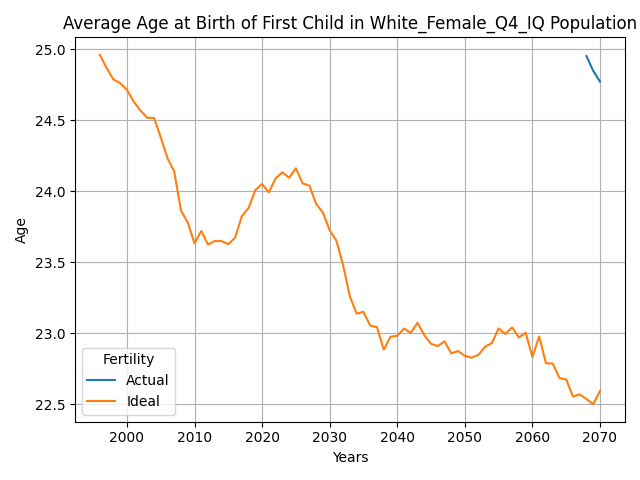 Average Age at Birth of First Child in White_Female_Q4_IQ Population
25.0
24.5
24.0
23.5
23.0
22.5
Age
Fertility
Actual
Ideal
2000 2010 2020 2030 2040 2050 2060 2070
Years